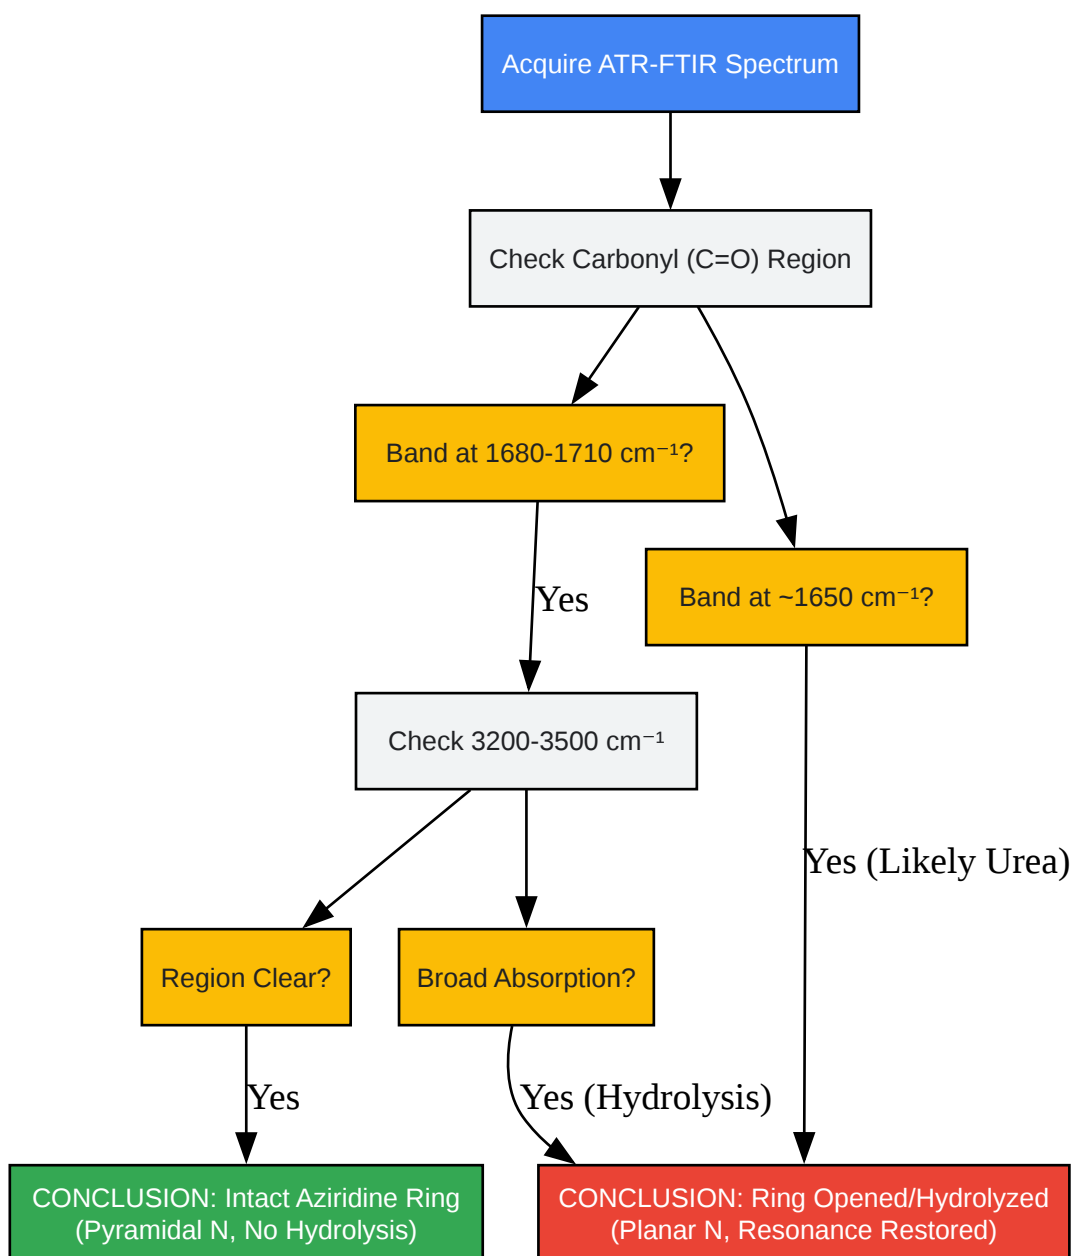 Acquire ATR-FTIR Spectrum
Check Carbonyl (C=O) Region
Band at 1680-1710 cm⁻¹?
Yes
Band at ~1650 cm⁻¹?
Check 3200-3500 cm⁻¹
Yes (Likely Urea)
Region Clear?
Broad Absorption?
Yes
Yes (Hydrolysis)
CONCLUSION: Intact Aziridine Ring
(Pyramidal N, No Hydrolysis)
CONCLUSION: Ring Opened/Hydrolyzed
(Planar N, Resonance Restored)